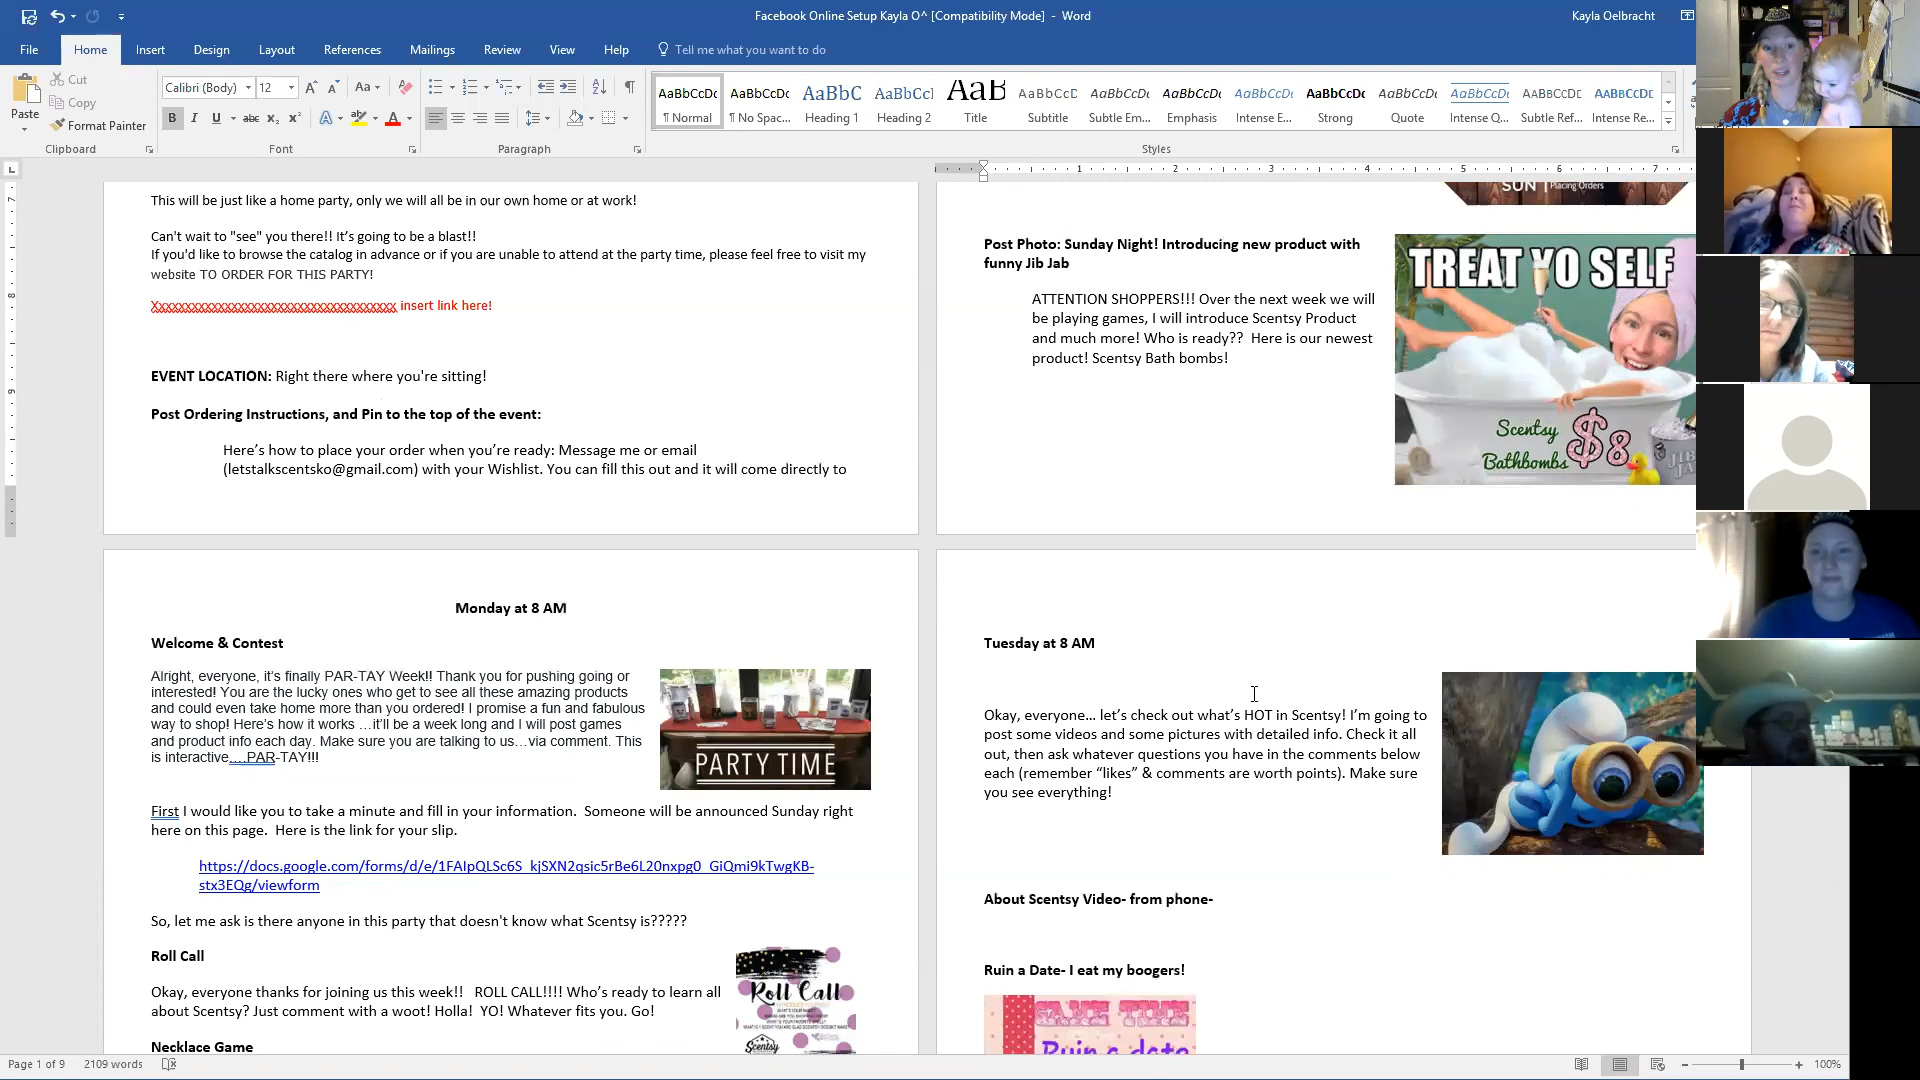 Facebook Online Setup Kayla O^ [Compatibility Mode] - Word
Kayla Oelbracht
File Home Insert Design Layout References Mailings Review View Help Tell me what you want to do
Paste
Cut
Copy
Format Painter
Clipboard
Calibri (Body) 12
Font
Paragraph
AaBbCcDc AaBbCcDc AaBbC AaBbCcI AaB AaBbCcD AaBbCcDc AaBbCcDc AaBbCcDc AaBbCcDc AaBbCcDc AaBbCcDc AABBCCDC AABBCCDE
¶ Normal ¶ No Spac... Heading 1 Heading 2 Title Subtitle Subtle Em... Emphasis Intense E... Strong Quote Intense Q... Subtle Ref... Intense Re...
Styles
This will be just like a home party, only we will all be in our own home or at work!
Can't wait to "see" you there!! It’s going to be a blast!!
If you'd like to browse the catalog in advance or if you are unable to attend at the party time, please feel free to visit my
website TO ORDER FOR THIS PARTY!
insert link here!
EVENT LOCATION: Right there where you're sitting!
Post Ordering Instructions, and Pin to the top of the event:
Here’s how to place your order when you’re ready: Message me or email
(letstalkscentsko@gmail.com) with your Wishlist. You can fill this out and it will come directly to
SUN Placing Orders
Post Photo: Sunday Night! Introducing new product with
funny Jib Jab
ATTENTION SHOPPERS!!! Over the next week we will
be playing games, I will introduce Scentsy Product
and much more! Who is ready?? Here is our newest
product! Scentsy Bath bombs!
TREAT YO SELF
Scentsy
Bathbombs
$8
Monday at 8 AM
Welcome & Contest
Alright, everyone, it’s finally PAR-TAY Week!! Thank you for pushing going or
interested! You are the lucky ones who get to see all these amazing products
and could even take home more than you ordered! I promise a fun and fabulous
way to shop! Here’s how it works …it’ll be a week long and I will post games
and product info each day. Make sure you are talking to us…via comment. This
is interactive….PAR-TAY!!!
PARTY TIME
First I would like you to take a minute and fill in your information. Someone will be announced Sunday right
here on this page. Here is the link for your slip.
https://docs.google.com/forms/d/e/1FAIpQLSc6S_kjSXN2qsic5rBe6L20nxpg0_GiQmi9kTwgKB-
stx3EQg/viewform
So, let me ask is there anyone in this party that doesn't know what Scentsy is?????
Roll Call
Okay, everyone thanks for joining us this week!! ROLL CALL!!!! Who’s ready to learn all
about Scentsy? Just comment with a woot! Holla! YO! Whatever fits you. Go!
Roll Call
Scentsy
Necklace Game
Tuesday at 8 AM
Okay, everyone… let’s check out what’s HOT in Scentsy! I’m going to
post some videos and some pictures with detailed info. Check it all
out, then ask whatever questions you have in the comments below
each (remember “likes” & comments are worth points). Make sure
you see everything!
About Scentsy Video- from phone-
Ruin a Date- I eat my boogers!
GAME TIME
Ruin a date
Page 1 of 9 2109 words
100%